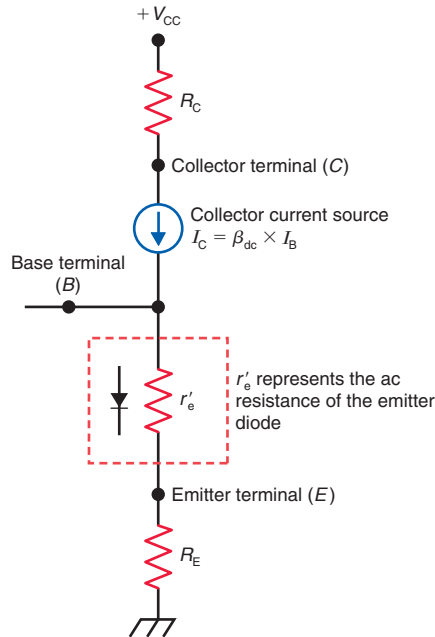 + V_CC
R_C
Collector terminal (C)
Collector current source
I_C = β_dc × I_B
Base terminal
(B)
r′_e
r′_e represents the ac
resistance of the emitter
diode
Emitter terminal (E)
R_E